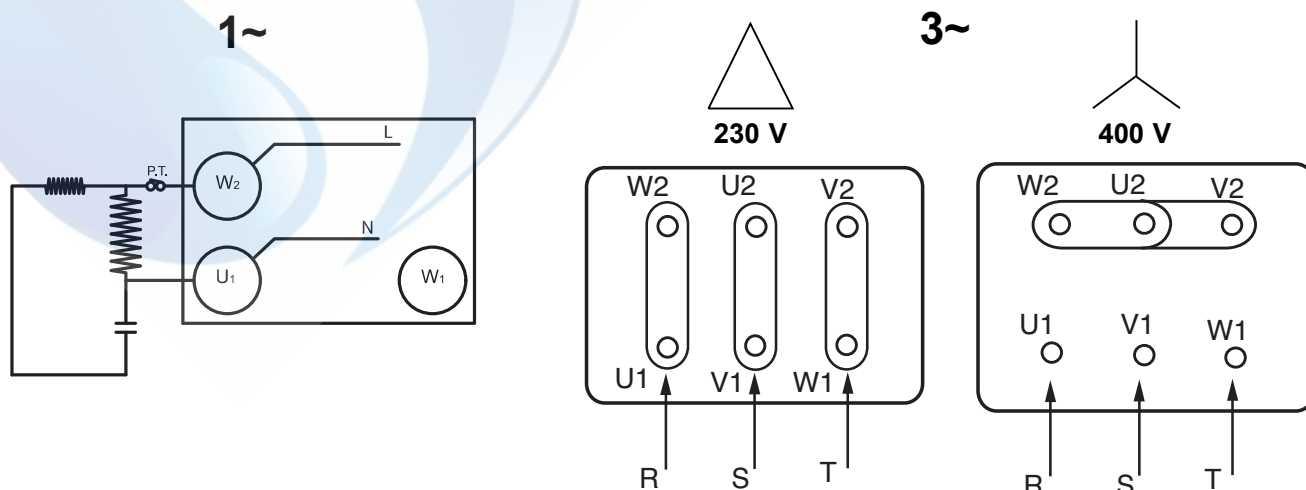 1~
3~
230 V
400 V
L
P.T.
W2
N
U1
W1
W2 U2 V2
U1 V1 W1
R S T
W2 U2 V2
U1 V1 W1
R S T